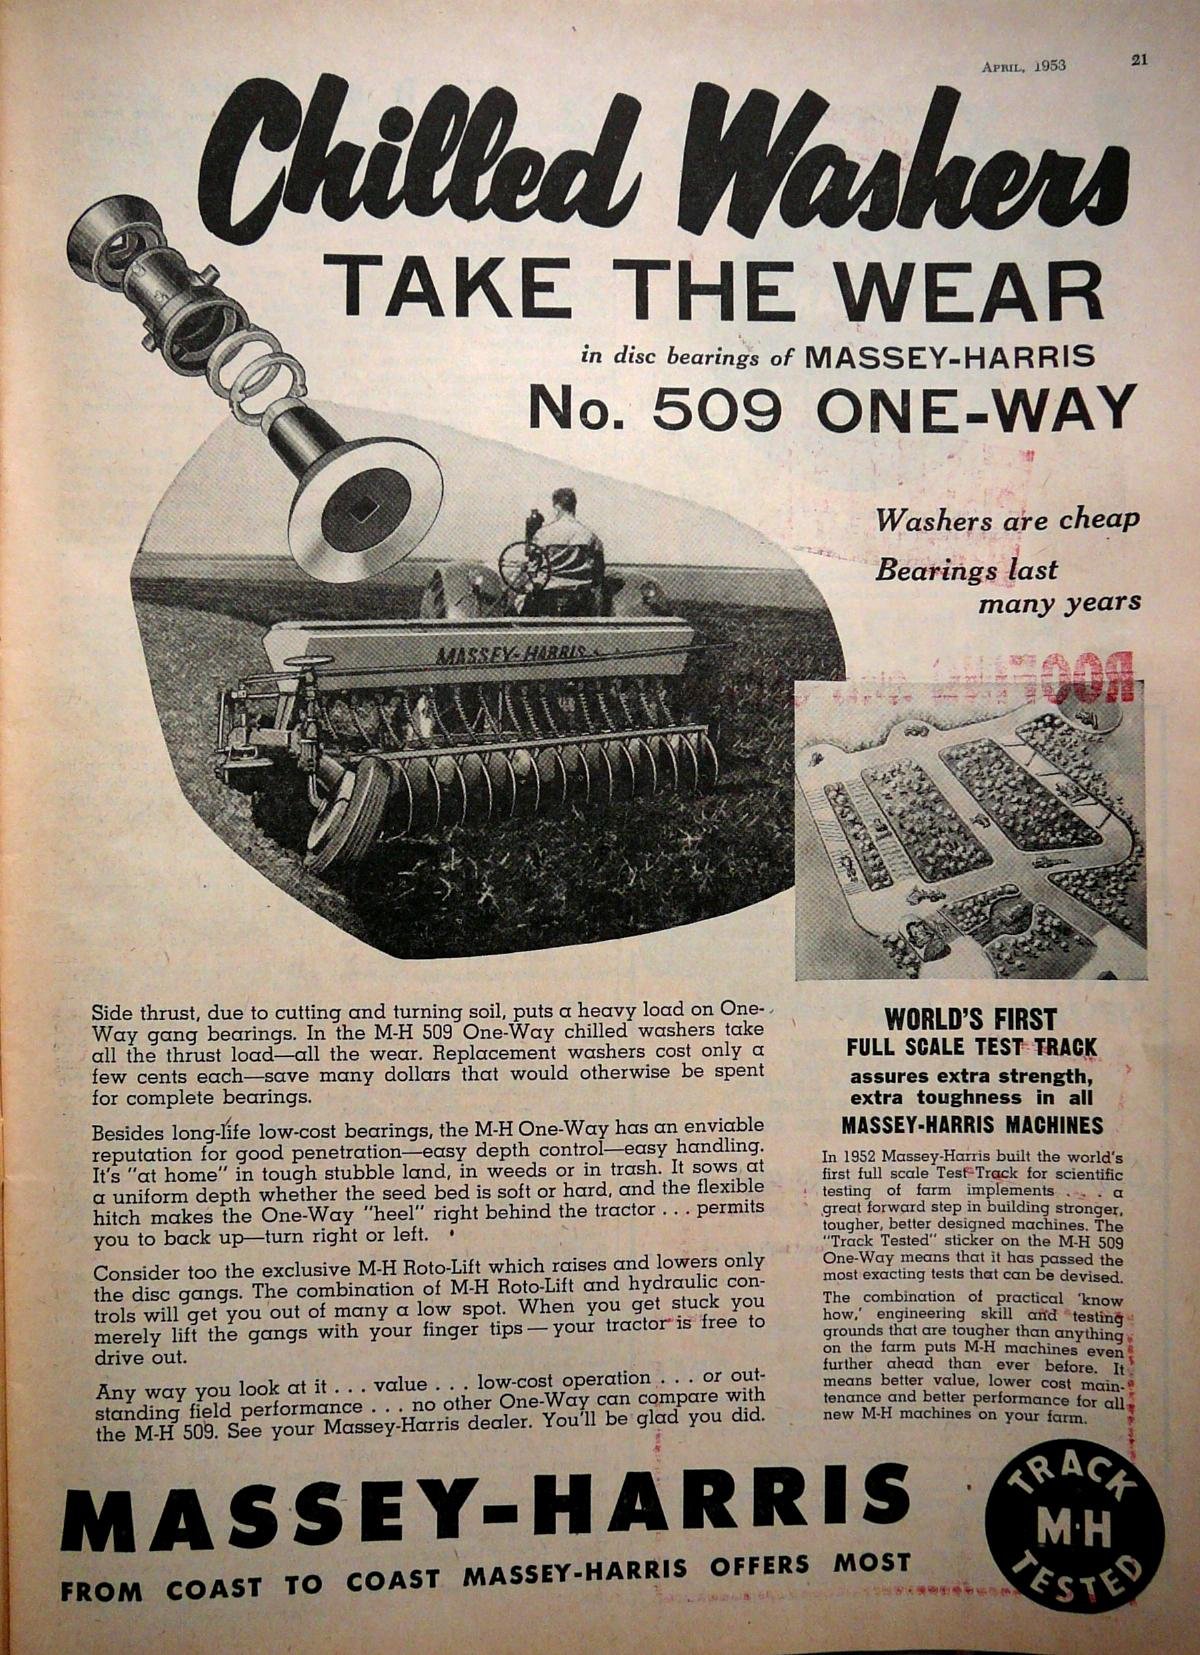 April, 1953 21
Chilled Washers
TAKE THE WEAR
in disc bearings of MASSEY-HARRIS
No. 509 ONE-WAY
Washers are cheap
Bearings last
many years
MASSEY-HARRIS
Side thrust, due to cutting and turning soil, puts a heavy load on One-
Way gang bearings. In the M-H 509 One-Way chilled washers take
all the thrust load—all the wear. Replacement washers cost only a
few cents each—save many dollars that would otherwise be spent
for complete bearings.
Besides long-life low-cost bearings, the M-H One-Way has an enviable
reputation for good penetration—easy depth control—easy handling.
It's "at home" in tough stubble land, in weeds or in trash. It sows at
a uniform depth whether the seed bed is soft or hard, and the flexible
hitch makes the One-Way "heel" right behind the tractor . . . permits
you to back up—turn right or left.
Consider too the exclusive M-H Roto-Lift which raises and lowers only
the disc gangs. The combination of M-H Roto-Lift and hydraulic con-
trols will get you out of many a low spot. When you get stuck you
merely lift the gangs with your finger tips — your tractor is free to
drive out.
Any way you look at it . . . value . . . low-cost operation . . . or out-
standing field performance . . . no other One-Way can compare with
the M-H 509. See your Massey-Harris dealer. You'll be glad you did.
WORLD'S FIRST
FULL SCALE TEST TRACK
assures extra strength,
extra toughness in all
MASSEY-HARRIS MACHINES
In 1952 Massey-Harris built the world's
first full scale Test Track for scientific
testing of farm implements . . . a
great forward step in building stronger,
tougher, better designed machines. The
"Track Tested" sticker on the M-H 509
One-Way means that it has passed the
most exacting tests that can be devised.
The combination of practical 'know
how,' engineering skill and testing
grounds that are tougher than anything
on the farm puts M-H machines even
further ahead than ever before. It
means better value, lower cost main-
tenance and better performance for all
new M-H machines on your farm.
MASSEY-HARRIS
FROM COAST TO COAST MASSEY-HARRIS OFFERS MOST
TRACK
M-H
TESTED